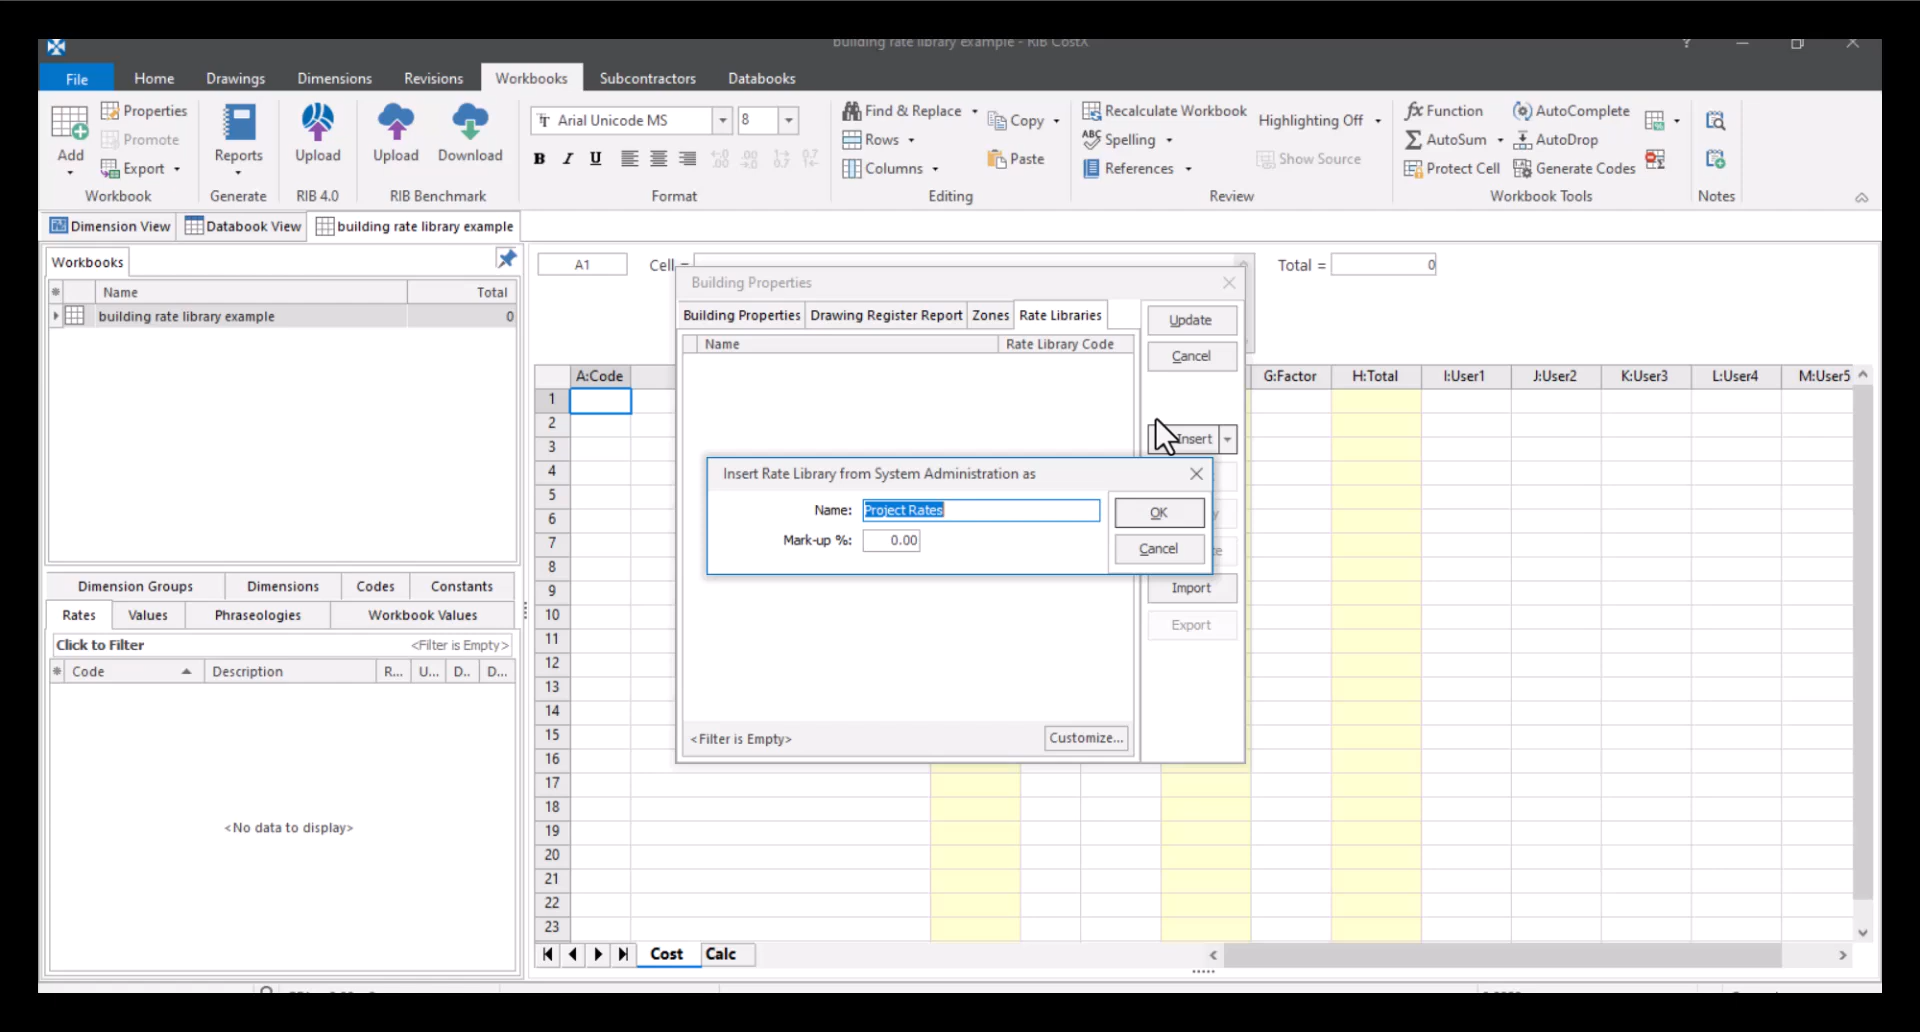 building rate library example - RIB CostX
File Home Drawings Dimensions Revisions Workbooks Subcontractors Databooks
Add
Properties
Promote
Export
Workbook
Reports
Generate
Upload
RIB 4.0
Upload
Download
RIB Benchmark
Arial Unicode MS 8
B I U
Format
Find & Replace
Rows
Columns
Copy
Paste
Editing
Recalculate Workbook
Spelling
References
Highlighting Off
Show Source
Review
Function
AutoSum
Protect Cell
AutoComplete
AutoDrop
Generate Codes
Workbook Tools
Notes
Dimension View Databook View building rate library example
Workbooks
Name Total
building rate library example 0
Dimension Groups Dimensions Codes Constants
Rates Values Phraseologies Workbook Values
Click to Filter <Filter is Empty>
Code Description R... U... D.. D...
<No data to display>
A1 Cell = Total = 0
A:Code G:Factor H:Total I:User1 J:User2 K:User3 L:User4 M:User5
1
2
3
4
5
6
7
8
9
10
11
12
13
14
15
16
17
18
19
20
21
22
23
Cost Calc
Building Properties
Building Properties Drawing Register Report Zones Rate Libraries
Name Rate Library Code
<Filter is Empty> Customize...
Update
Cancel
Insert
Import
Export
Insert Rate Library from System Administration as
Name: Project Rates
Mark-up %: 0.00
OK
Cancel